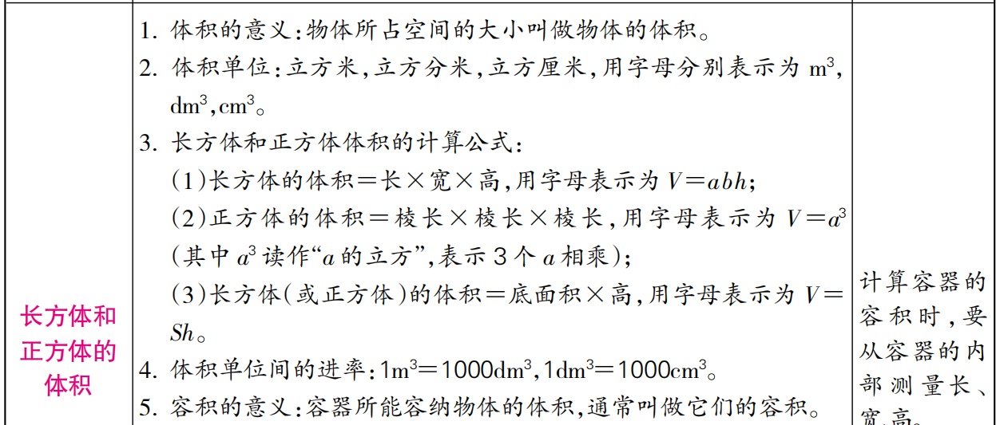 长方体和
正方体的
体积
1. 体积的意义:物体所占空间的大小叫做物体的体积。
2. 体积单位:立方米,立方分米,立方厘米,用字母分别表示为 m³,
dm³,cm³。
3. 长方体和正方体体积的计算公式:
(1)长方体的体积=长×宽×高,用字母表示为 V=abh;
(2)正方体的体积=棱长×棱长×棱长,用字母表示为 V=a³
(其中 a³ 读作“a 的立方”,表示 3 个 a 相乘);
(3)长方体(或正方体)的体积=底面积×高,用字母表示为 V=
Sh。
4. 体积单位间的进率:1m³=1000dm³,1dm³=1000cm³。
5. 容积的意义:容器所能容纳物体的体积,通常叫做它们的容积。
计算容器的
容积时,要
从容器的内
部测量长、
宽、高。